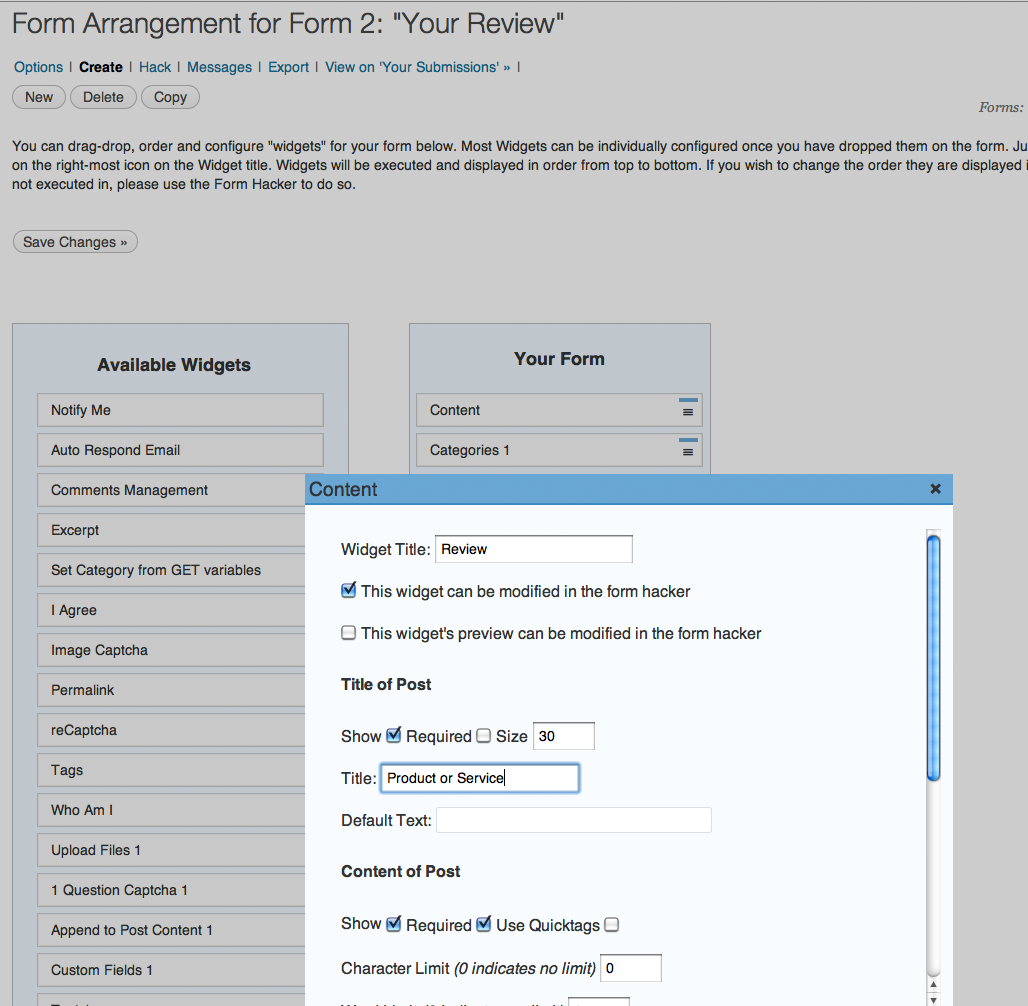 Form Arrangement for Form 2: "Your Review"
Options | Create | Hack | Messages | Export | View on 'Your Submissions' » |
New Delete Copy
Forms:
You can drag-drop, order and configure "widgets" for your form below. Most Widgets can be individually configured once you have dropped them on the form. Ju
on the right-most icon on the Widget title. Widgets will be executed and displayed in order from top to bottom. If you wish to change the order they are displayed i
not executed in, please use the Form Hacker to do so.
Save Changes »
Available Widgets
Notify Me
Auto Respond Email
Comments Management
Excerpt
Set Category from GET variables
I Agree
Image Captcha
Permalink
reCaptcha
Tags
Who Am I
Upload Files 1
1 Question Captcha 1
Append to Post Content 1
Custom Fields 1
Your Form
Content
Categories 1
Content
Widget Title: Review
This widget can be modified in the form hacker
This widget's preview can be modified in the form hacker
Title of Post
Show Required Size 30
Title: Product or Service
Default Text:
Content of Post
Show Required Use Quicktags
Character Limit (0 indicates no limit) 0